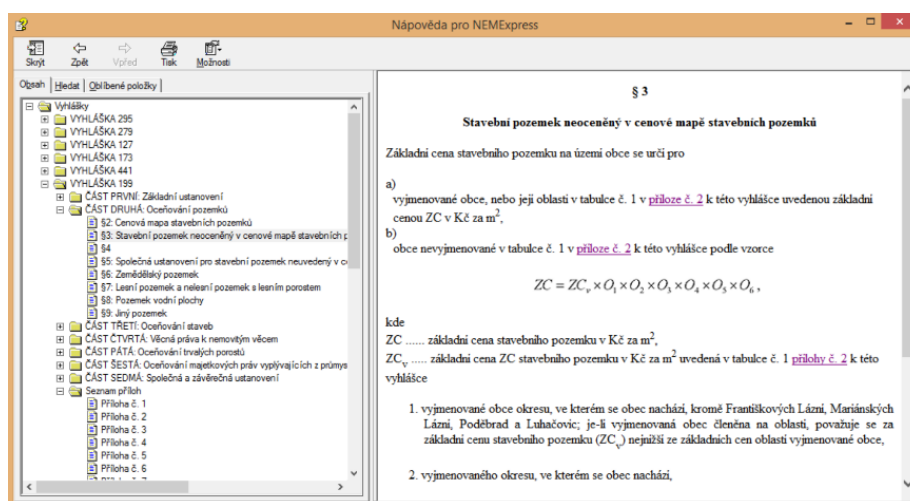 Nápověda pro NEMExpress
Skrýt Zpět Vpřed Tisk Možnosti
Obsah Hledat Oblíbené položky
Vyhlášky
VYHLÁŠKA 295
VYHLÁŠKA 279
VYHLÁŠKA 127
VYHLÁŠKA 173
VYHLÁŠKA 441
VYHLÁŠKA 199
ČÁST PRVNÍ: Základní ustanovení
ČÁST DRUHÁ: Oceňování pozemků
§2: Cenová mapa stavebních pozemků
§3: Stavební pozemek neoceněný v cenové mapě stavebních p
§4
§5: Společná ustanovení pro stavební pozemek neuvedený v c
§6: Zemědělský pozemek
§7: Lesní pozemek a nelesní pozemek s lesním porostem
§8: Pozemek vodní plochy
§9: Jiný pozemek
ČÁST TŘETÍ: Oceňování staveb
ČÁST ČTVRTÁ: Věcná práva k nemovitým věcem
ČÁST PÁTÁ: Oceňování trvalých porostů
ČÁST ŠESTÁ: Oceňování majetkových práv vyplývajících z průmys
ČÁST SEDMÁ: Společná a závěrečná ustanovení
Seznam příloh
Příloha č. 1
Příloha č. 2
Příloha č. 3
Příloha č. 4
Příloha č. 5
Příloha č. 6
§ 3
Stavební pozemek neoceněný v cenové mapě stavebních pozemků
Základní cena stavebního pozemku na území obce se určí pro
a)
vyjmenované obce, nebo její oblasti v tabulce č. 1 v příloze č. 2 k této vyhlášce uvedenou základní
cenou ZC v Kč za m²,
b)
obce nevyjmenované v tabulce č. 1 v příloze č. 2 k této vyhlášce podle vzorce
ZC = ZCᵥ × O₁ × O₂ × O₃ × O₄ × O₅ × O₆ ,
kde
ZC ...... základní cena stavebního pozemku v Kč za m²,
ZCᵥ ..... základní cena ZC stavebního pozemku v Kč za m² uvedená v tabulce č. 1 přílohy č. 2 k této
vyhlášce
1. vyjmenované obce okresu, ve kterém se obec nachází, kromě Františkových Lázní, Mariánských
Lázní, Poděbrad a Luhačovic; je-li vyjmenovaná obec členěna na oblasti, považuje se za
základní cenu stavebního pozemku (ZCᵥ) nejnižší ze základních cen oblastí vyjmenované obce,
2. vyjmenovaného okresu, ve kterém se obec nachází,